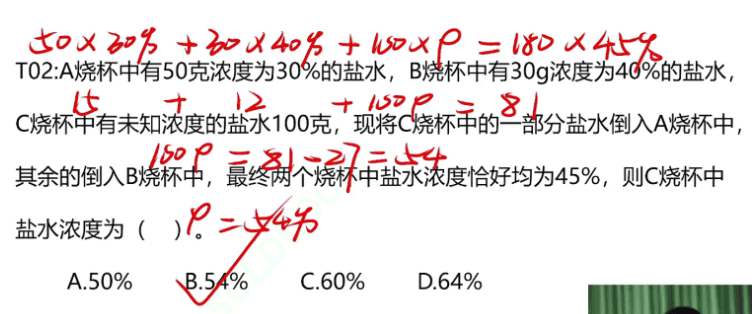 50×30% + 30×40% + 100×ρ = 180×45%
T02:A烧杯中有50克浓度为30%的盐水，B烧杯中有30g浓度为40%的盐水，
15 + 12 + 100ρ = 81
C烧杯中有未知浓度的盐水100克，现将C烧杯中的一部分盐水倒入A烧杯中，
100ρ = 81-27 = 54
其余的倒入B烧杯中，最终两个烧杯中盐水浓度恰好均为45%，则C烧杯中
盐水浓度为（ ）。ρ = 54%
A.50% B.54% C.60% D.64%